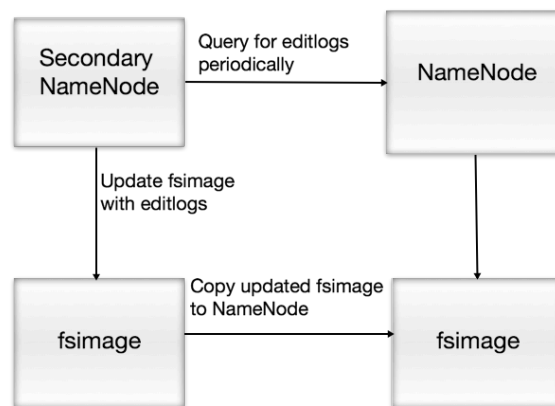 Secondary
NameNode
Query for editlogs
periodically
NameNode
Update fsimage
with editlogs
Copy updated fsimage
to NameNode
fsimage
fsimage